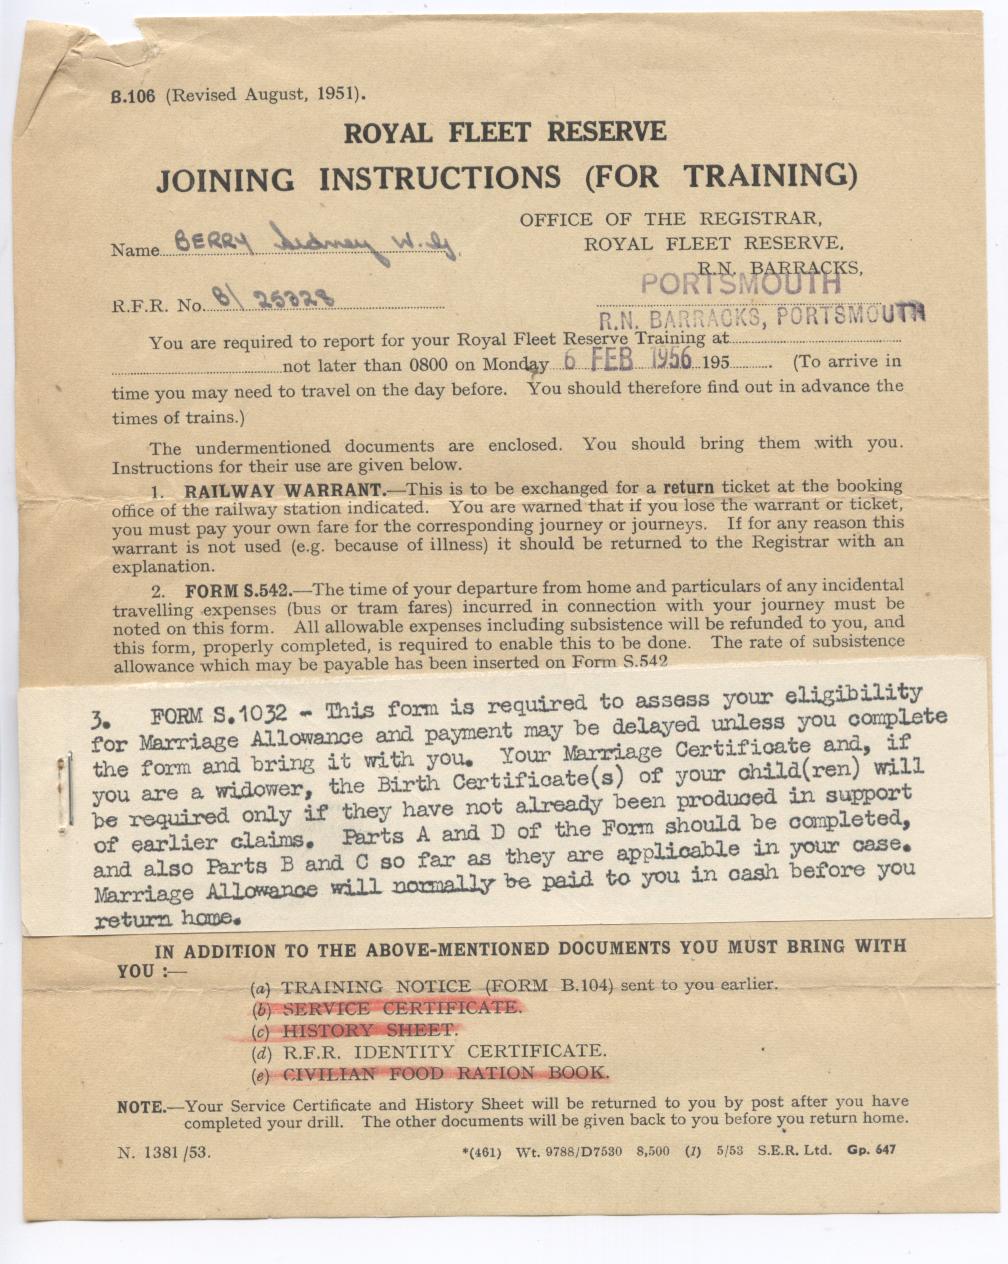 B.106 (Revised August, 1951).
ROYAL FLEET RESERVE
JOINING INSTRUCTIONS (FOR TRAINING)
OFFICE OF THE REGISTRAR,
ROYAL FLEET RESERVE,
R.N. BARRACKS,
PORTSMOUTH
Name BERRY Sidney W.G
R.F.R. No. B/ 25328
R.N. BARRACKS, PORTSMOUTH
You are required to report for your Royal Fleet Reserve Training at
not later than 0800 on Monday 6 FEB 1956 195 . (To arrive in
time you may need to travel on the day before. You should therefore find out in advance the
times of trains.)
The undermentioned documents are enclosed. You should bring them with you.
Instructions for their use are given below.
1. RAILWAY WARRANT.—This is to be exchanged for a return ticket at the booking
office of the railway station indicated. You are warned that if you lose the warrant or ticket,
you must pay your own fare for the corresponding journey or journeys. If for any reason this
warrant is not used (e.g. because of illness) it should be returned to the Registrar with an
explanation.
2. FORM S.542.—The time of your departure from home and particulars of any incidental
travelling expenses (bus or tram fares) incurred in connection with your journey must be
noted on this form. All allowable expenses including subsistence will be refunded to you, and
this form, properly completed, is required to enable this to be done. The rate of subsistence
allowance which may be payable has been inserted on Form S.542
3. FORM S.1032 - This form is required to assess your eligibility
for Marriage Allowance and payment may be delayed unless you complete
the form and bring it with you. Your Marriage Certificate and, if
you are a widower, the Birth Certificate(s) of your child(ren) will
be required only if they have not already been produced in support
of earlier claims. Parts A and D of the Form should be completed,
and also Parts B and C so far as they are applicable in your case.
Marriage Allowance will normally be paid to you in cash before you
return home.
IN ADDITION TO THE ABOVE-MENTIONED DOCUMENTS YOU MUST BRING WITH
YOU :—
(a) TRAINING NOTICE (FORM B.104) sent to you earlier.
(b) SERVICE CERTIFICATE.
(c) HISTORY SHEET.
(d) R.F.R. IDENTITY CERTIFICATE.
(e) CIVILIAN FOOD RATION BOOK.
NOTE.—Your Service Certificate and History Sheet will be returned to you by post after you have
completed your drill. The other documents will be given back to you before you return home.
N. 1381/53.
*(461) Wt. 9788/D7530 8,500 (1) 5/53 S.E.R. Ltd. Gp. 647